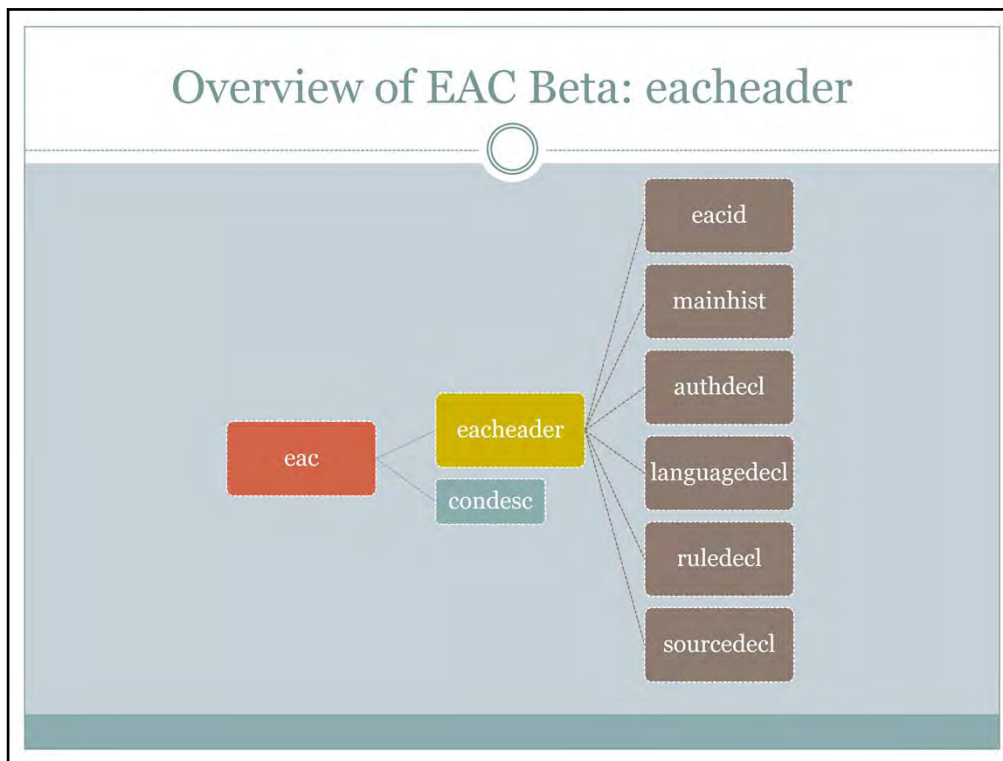 Overview of EAC Beta: eacheader
eac
eacheader
condesc
eacid
mainhist
authdecl
languagedecl
ruledecl
sourcedecl